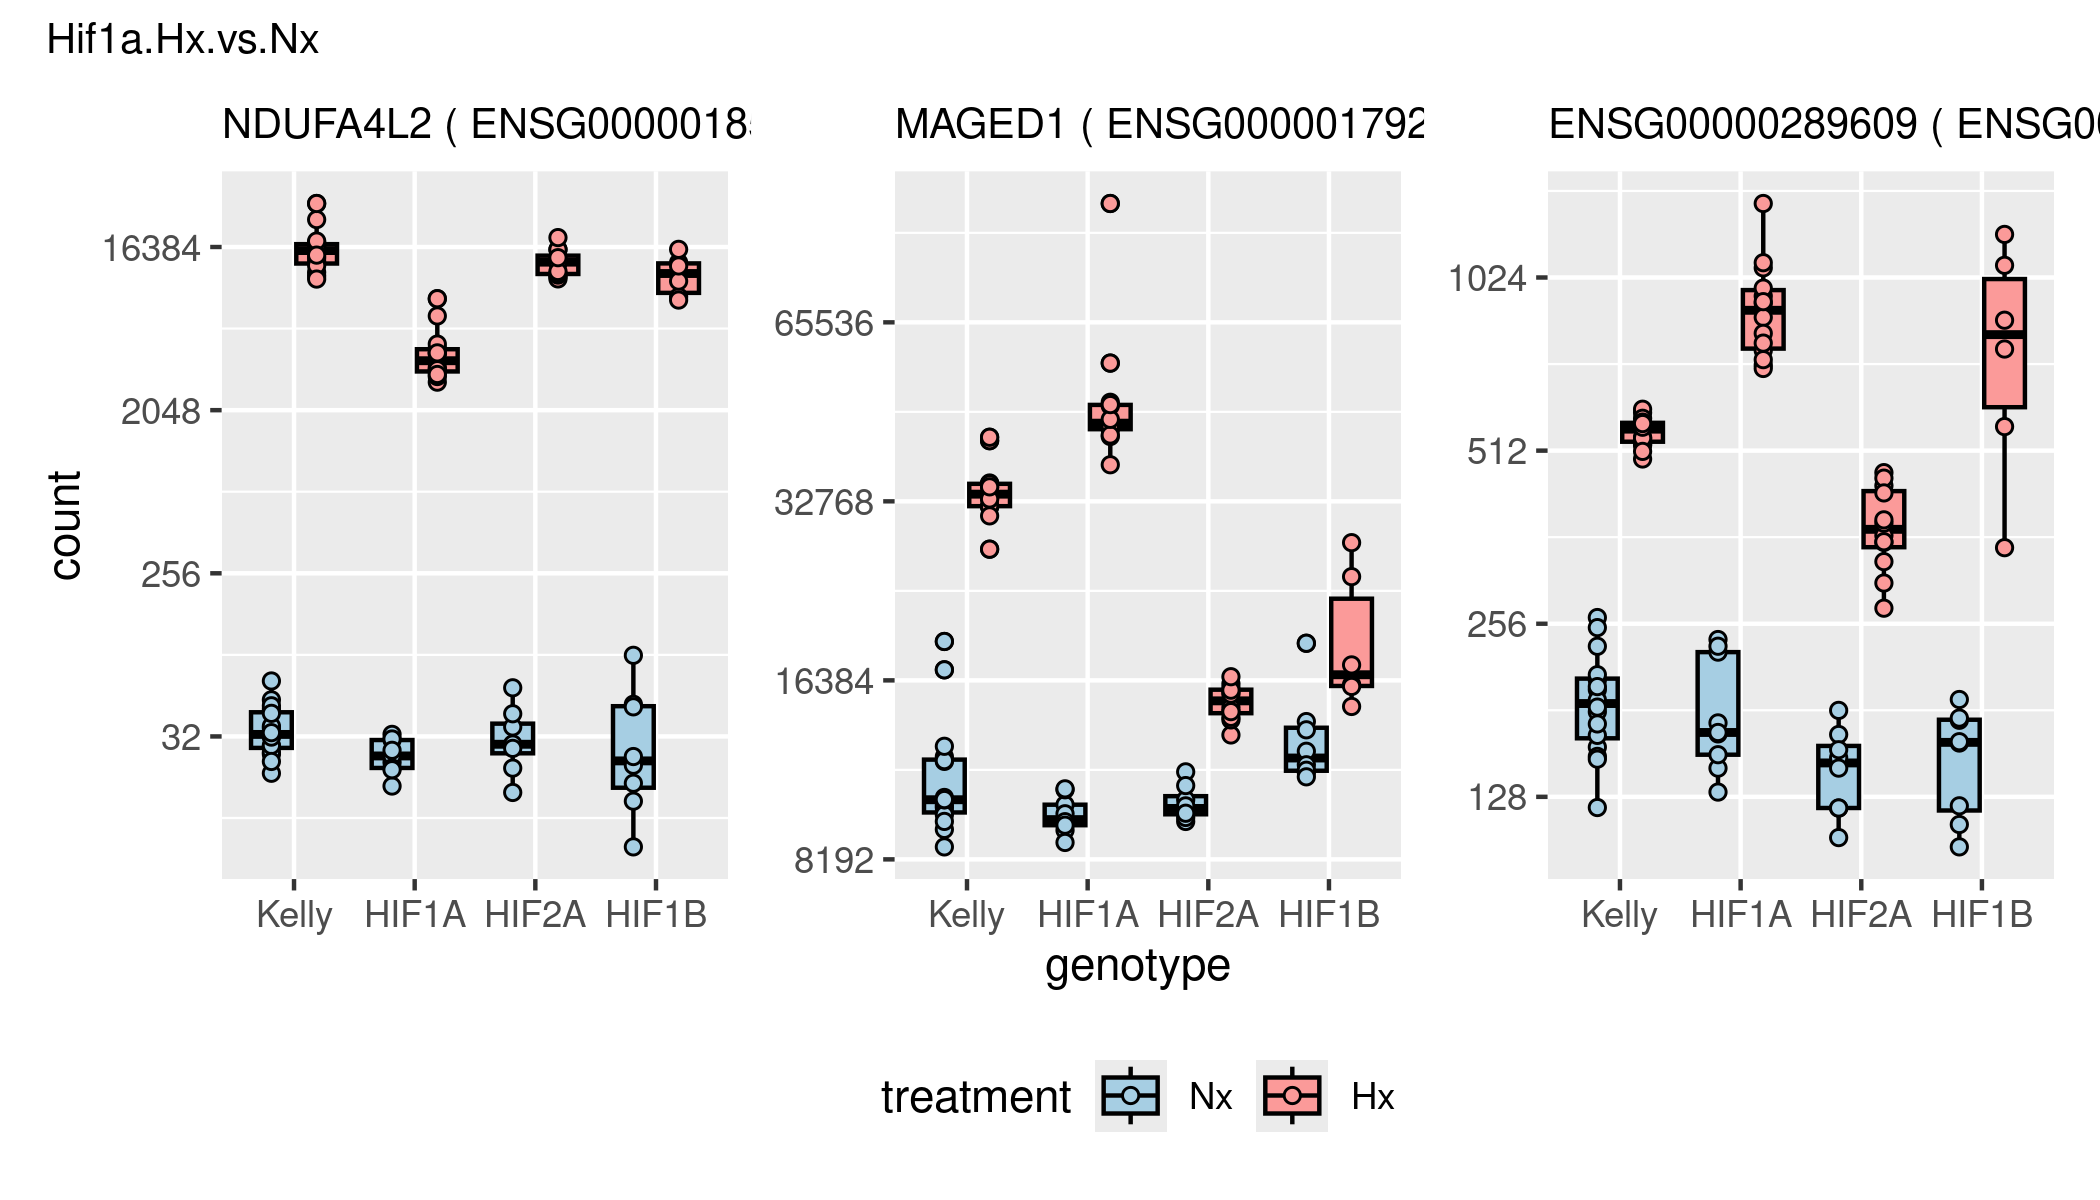 Hif1a.Hx.vs.Nx
NDUFA4L2 ( ENSG0000018
MAGED1 ( ENSG000001792
ENSG00000289609 ( ENSG00
count
16384
2048
256
32
65536
32768
16384
8192
1024
512
256
128
Kelly HIF1A HIF2A HIF1B
Kelly HIF1A HIF2A HIF1B
Kelly HIF1A HIF2A HIF1B
genotype
treatment Nx Hx